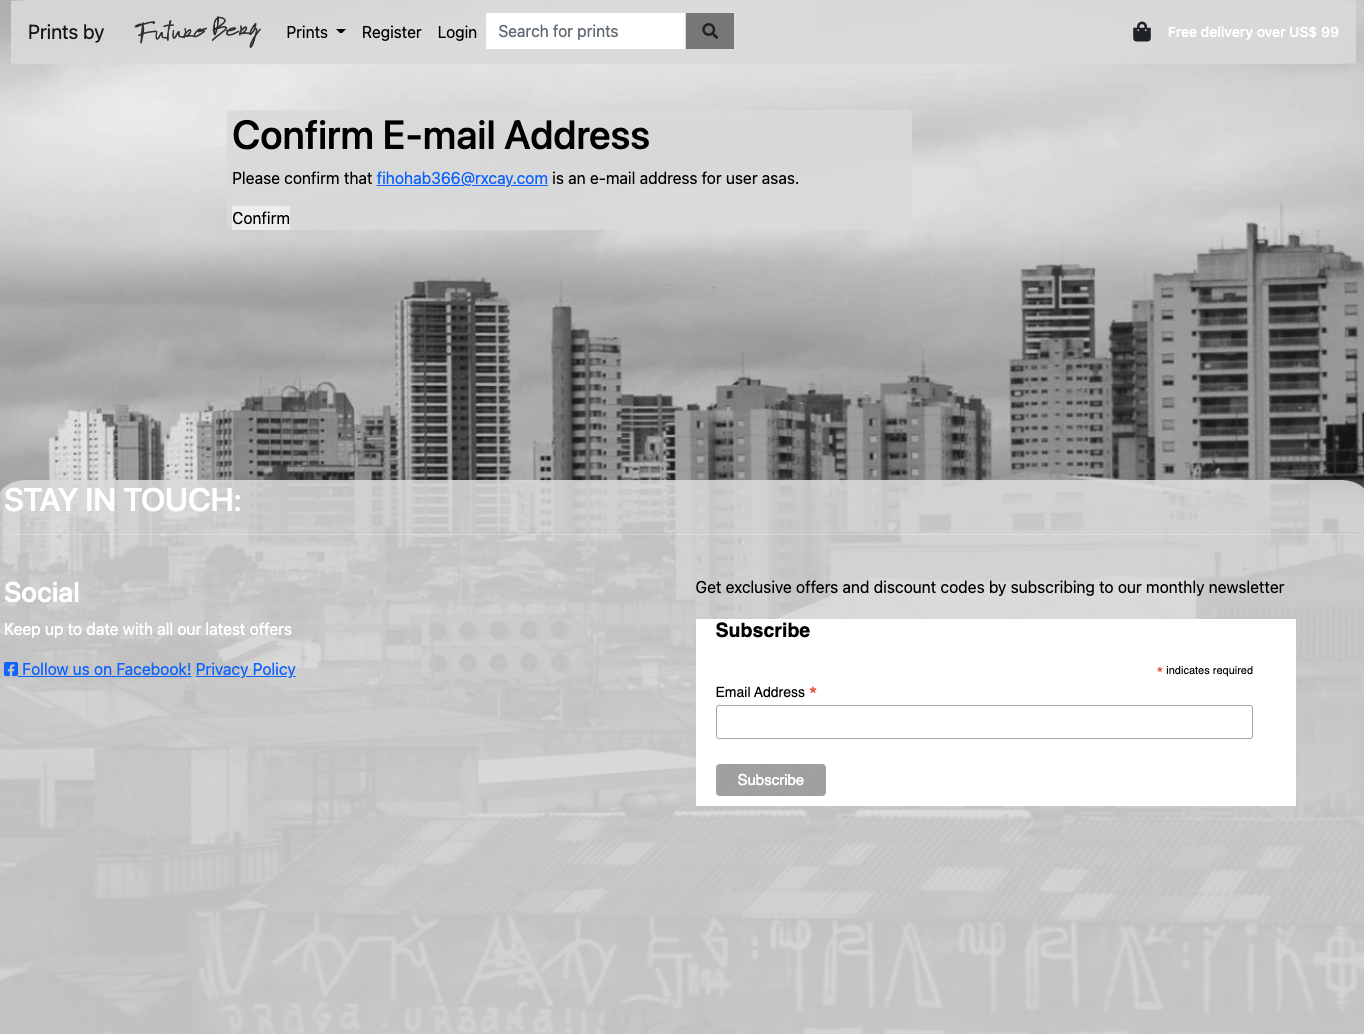 Prints by Futuro Berg Prints Register Login Search for prints Free delivery over US$ 99
Confirm E-mail Address
Please confirm that fihohab366@rxcay.com is an e-mail address for user asas.
Confirm
STAY IN TOUCH:
Social
Keep up to date with all our latest offers
Follow us on Facebook! Privacy Policy
Get exclusive offers and discount codes by subscribing to our monthly newsletter
Subscribe
* indicates required
Email Address *
Subscribe